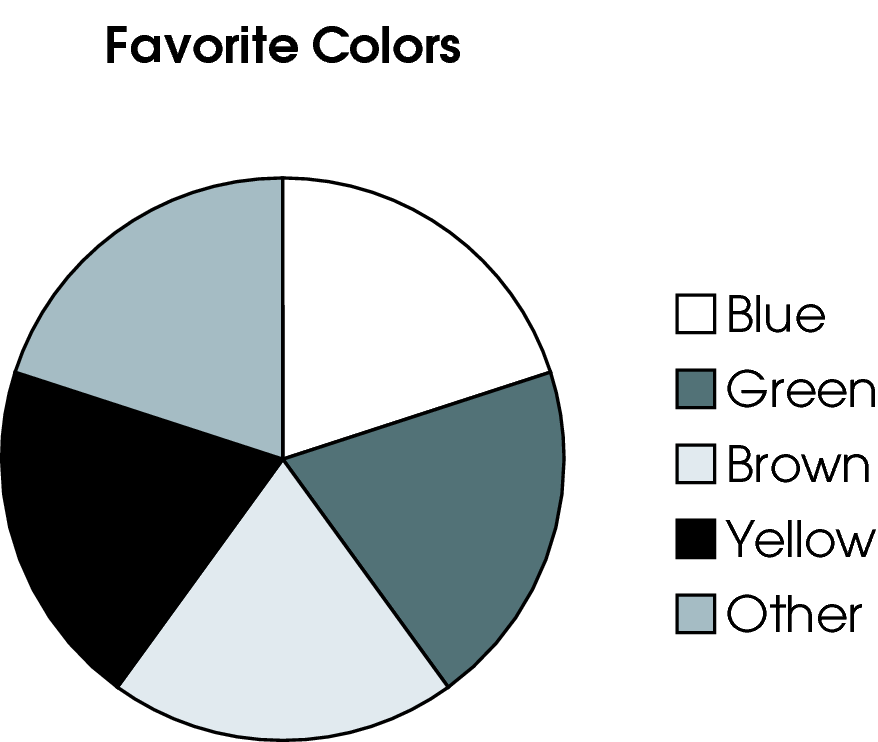 Favorite Colors
Blue
Green
Brown
Yellow
Other